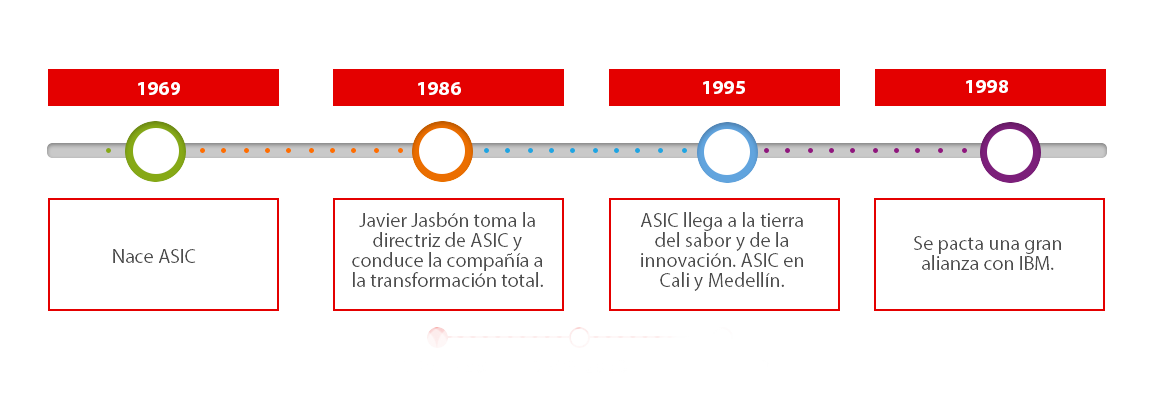 1969
1986
1995
1998
Nace ASIC
Javier Jasbón toma la
directriz de ASIC y
conduce la compañía a
la transformación total.
ASIC llega a la tierra
del sabor y de la
innovación. ASIC en
Cali y Medellín.
Se pacta una gran
alianza con IBM.